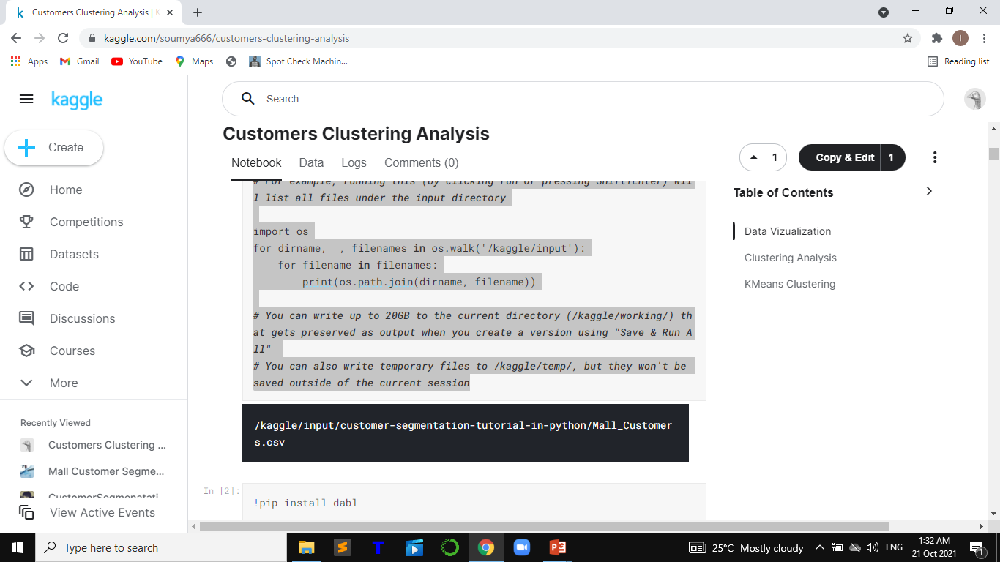 Customers Clustering Analysis | K
kaggle.com/soumya666/customers-clustering-analysis
I
Apps Gmail YouTube Maps Spot Check Machin... Reading list
kaggle
Search
Create
Home
Competitions
Datasets
Code
Discussions
Courses
More
Recently Viewed
Customers Clustering ...
Mall Customer Segme...
CustomerSegmenatati
View Active Events
Customers Clustering Analysis
Notebook Data Logs Comments (0)
1
Copy & Edit 1
# For example, running this (by clicking run or pressing Shift+Enter) wil
l list all files under the input directory
import os
for dirname, _, filenames in os.walk('/kaggle/input'):
for filename in filenames:
print(os.path.join(dirname, filename))
# You can write up to 20GB to the current directory (/kaggle/working/) th
at gets preserved as output when you create a version using "Save & Run A
ll"
# You can also write temporary files to /kaggle/temp/, but they won't be
saved outside of the current session
/kaggle/input/customer-segmentation-tutorial-in-python/Mall_Customer
s.csv
In [2]:
!pip install dabl
Table of Contents
Data Vizualization
Clustering Analysis
KMeans Clustering
Type here to search
25°C Mostly cloudy
ENG
1:32 AM
21 Oct 2021
1